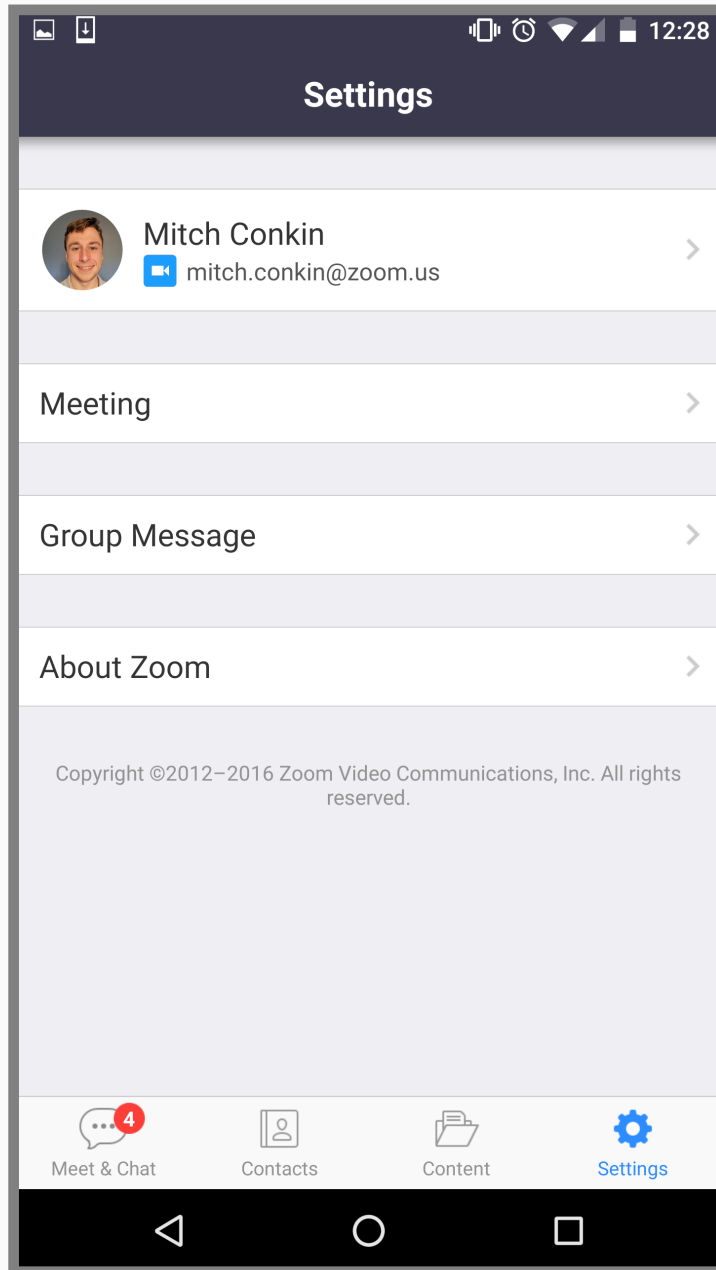 12:28
Settings
Mitch Conkin
mitch.conkin@zoom.us
Meeting
Group Message
About Zoom
Copyright ©2012–2016 Zoom Video Communications, Inc. All rights
reserved.
4
Meet & Chat
Contacts
Content
Settings